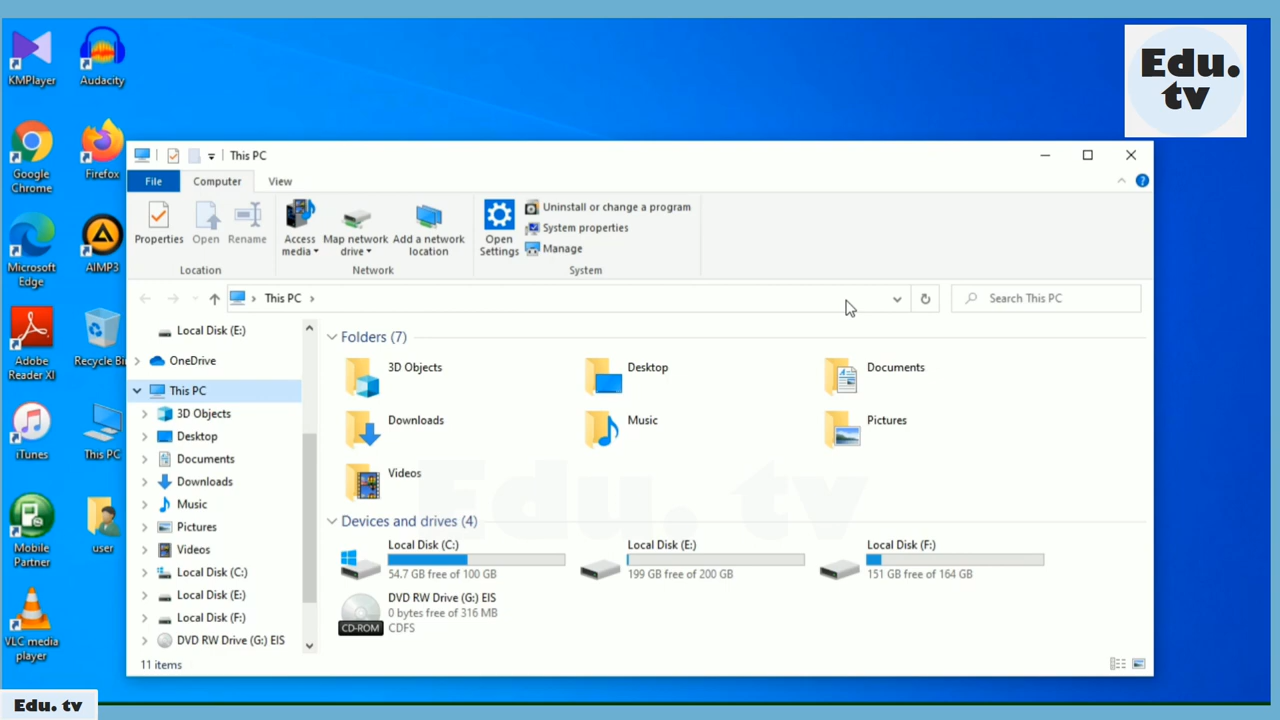 KMPlayer
Audacity
Google
Chrome
Firefox
Microsoft
Edge
AIMP3
Adobe
Reader XI
Recycle Bin
iTunes
This PC
Mobile
Partner
user
VLC media
player
Edu.
tv
This PC
File
Computer
View
Properties
Open
Rename
Location
Access
media
Map network
drive
Add a network
location
Network
Open
Settings
Uninstall or change a program
System properties
Manage
System
This PC
Search This PC
Local Disk (E:)
OneDrive
This PC
3D Objects
Desktop
Documents
Downloads
Music
Pictures
Videos
Local Disk (C:)
Local Disk (E:)
Local Disk (F:)
DVD RW Drive (G:) EIS
Folders (7)
3D Objects
Desktop
Documents
Downloads
Music
Pictures
Videos
Edu. tv
Devices and drives (4)
Local Disk (C:)
54.7 GB free of 100 GB
Local Disk (E:)
199 GB free of 200 GB
Local Disk (F:)
151 GB free of 164 GB
DVD RW Drive (G:) EIS
0 bytes free of 316 MB
CDFS
CD-ROM
11 items
Edu. tv